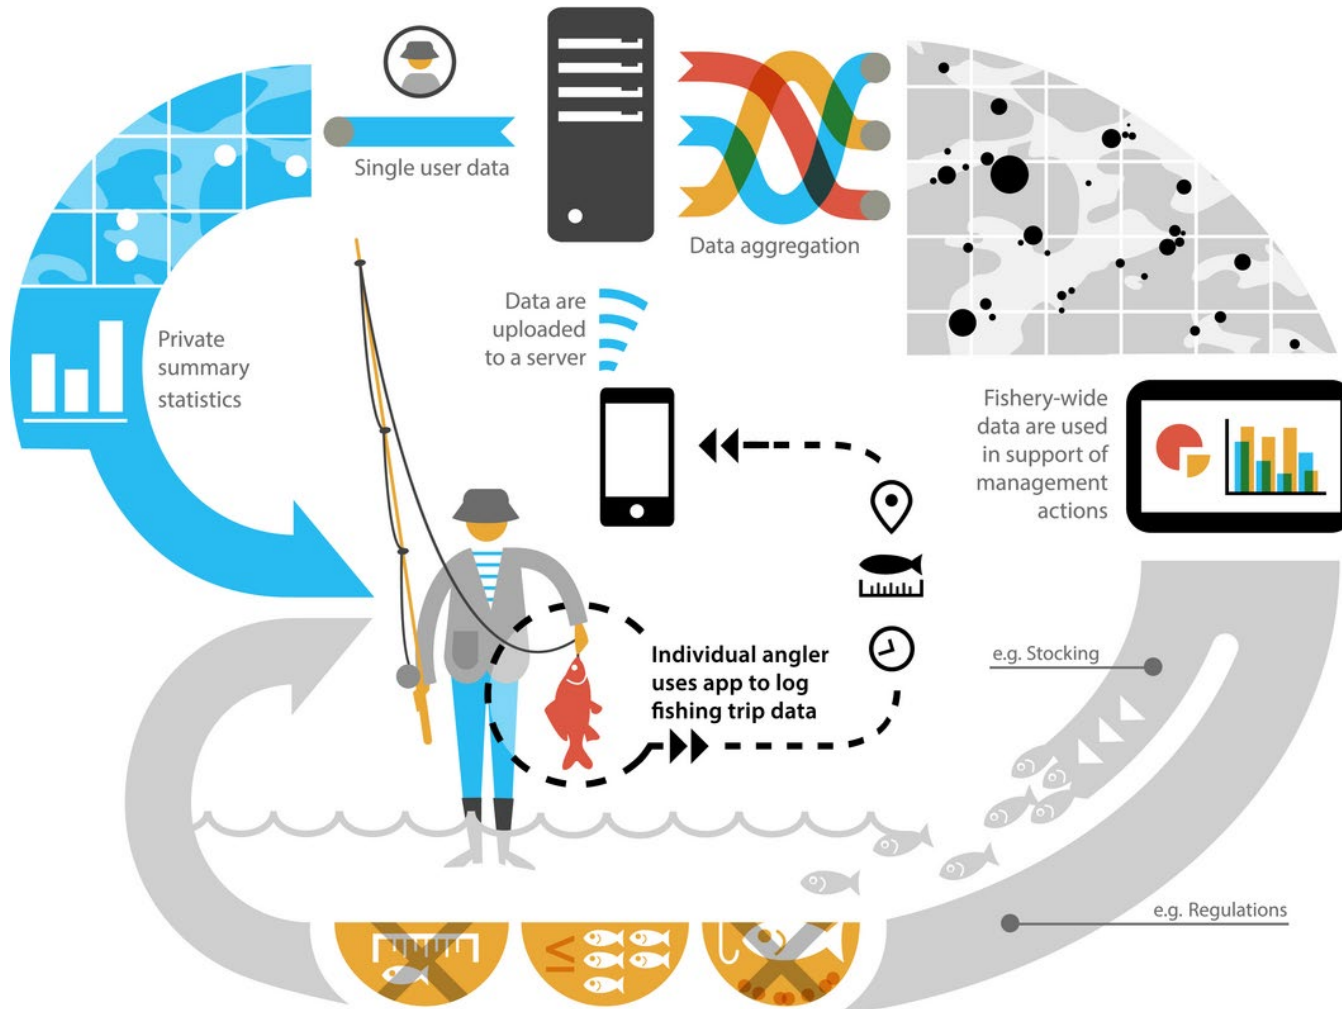 Single user data
Data aggregation
Data are
uploaded
to a server
Private
summary
statistics
Fishery-wide
data are used
in support of
management
actions
Individual angler
uses app to log
fishing trip data
e.g. Stocking
e.g. Regulations
≤